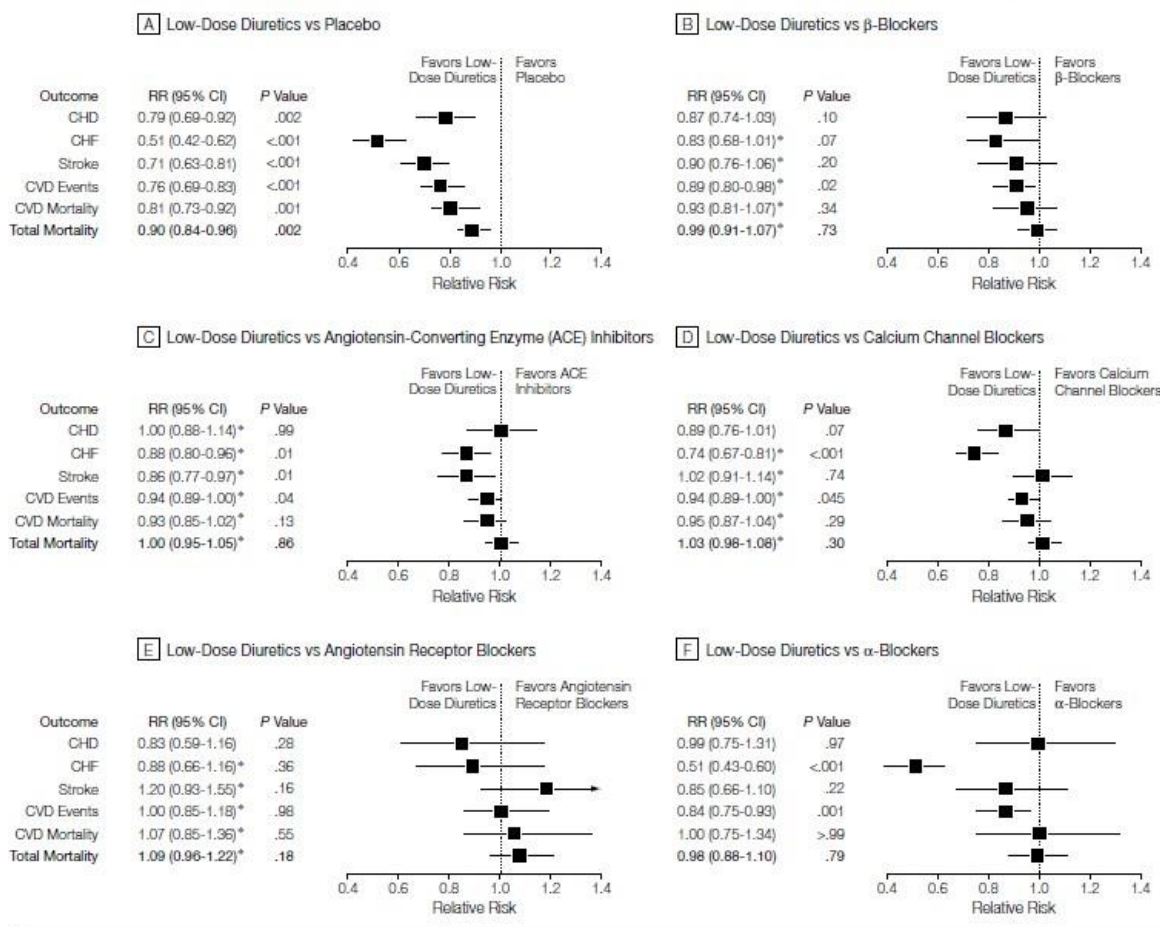 A Low-Dose Diuretics vs Placebo
Favors Low-Dose Diuretics
Favors Placebo
Outcome RR (95% CI) P Value
CHD 0.79 (0.69-0.92) .002
CHF 0.51 (0.42-0.62) <.001
Stroke 0.71 (0.63-0.81) <.001
CVD Events 0.76 (0.69-0.83) <.001
CVD Mortality 0.81 (0.73-0.92) .001
Total Mortality 0.90 (0.84-0.96) .002
0.4 0.6 0.8 1.0 1.2 1.4
Relative Risk
B Low-Dose Diuretics vs β-Blockers
Favors Low-Dose Diuretics
Favors β-Blockers
RR (95% CI) P Value
0.87 (0.74-1.03) .10
0.83 (0.68-1.01)* .07
0.90 (0.76-1.06)* .20
0.89 (0.80-0.98)* .02
0.93 (0.81-1.07)* .34
0.99 (0.91-1.07)* .73
0.4 0.6 0.8 1.0 1.2 1.4
Relative Risk
C Low-Dose Diuretics vs Angiotensin-Converting Enzyme (ACE) Inhibitors
Favors Low-Dose Diuretics
Favors ACE Inhibitors
Outcome RR (95% CI) P Value
CHD 1.00 (0.88-1.14)* .99
CHF 0.88 (0.80-0.96)* .01
Stroke 0.86 (0.77-0.97)* .01
CVD Events 0.94 (0.89-1.00)* .04
CVD Mortality 0.93 (0.85-1.02)* .13
Total Mortality 1.00 (0.95-1.05)* .86
0.4 0.6 0.8 1.0 1.2 1.4
Relative Risk
D Low-Dose Diuretics vs Calcium Channel Blockers
Favors Low-Dose Diuretics
Favors Calcium Channel Blockers
RR (95% CI) P Value
0.89 (0.76-1.01) .07
0.74 (0.67-0.81)* <.001
1.02 (0.91-1.14)* .74
0.94 (0.89-1.00)* .045
0.95 (0.87-1.04)* .29
1.03 (0.98-1.08)* .30
0.4 0.6 0.8 1.0 1.2 1.4
Relative Risk
E Low-Dose Diuretics vs Angiotensin Receptor Blockers
Favors Low-Dose Diuretics
Favors Angiotensin Receptor Blockers
Outcome RR (95% CI) P Value
CHD 0.83 (0.59-1.16) .28
CHF 0.88 (0.66-1.16)* .36
Stroke 1.20 (0.93-1.55)* .16
CVD Events 1.00 (0.85-1.18)* .98
CVD Mortality 1.07 (0.85-1.36)* .55
Total Mortality 1.09 (0.96-1.22)* .18
0.4 0.6 0.8 1.0 1.2 1.4
Relative Risk
F Low-Dose Diuretics vs α-Blockers
Favors Low-Dose Diuretics
Favors α-Blockers
RR (95% CI) P Value
0.99 (0.75-1.31) .97
0.51 (0.43-0.60) <.001
0.85 (0.66-1.10) .22
0.84 (0.75-0.93) .001
1.00 (0.75-1.34) >.99
0.98 (0.88-1.10) .79
0.4 0.6 0.8 1.0 1.2 1.4
Relative Risk